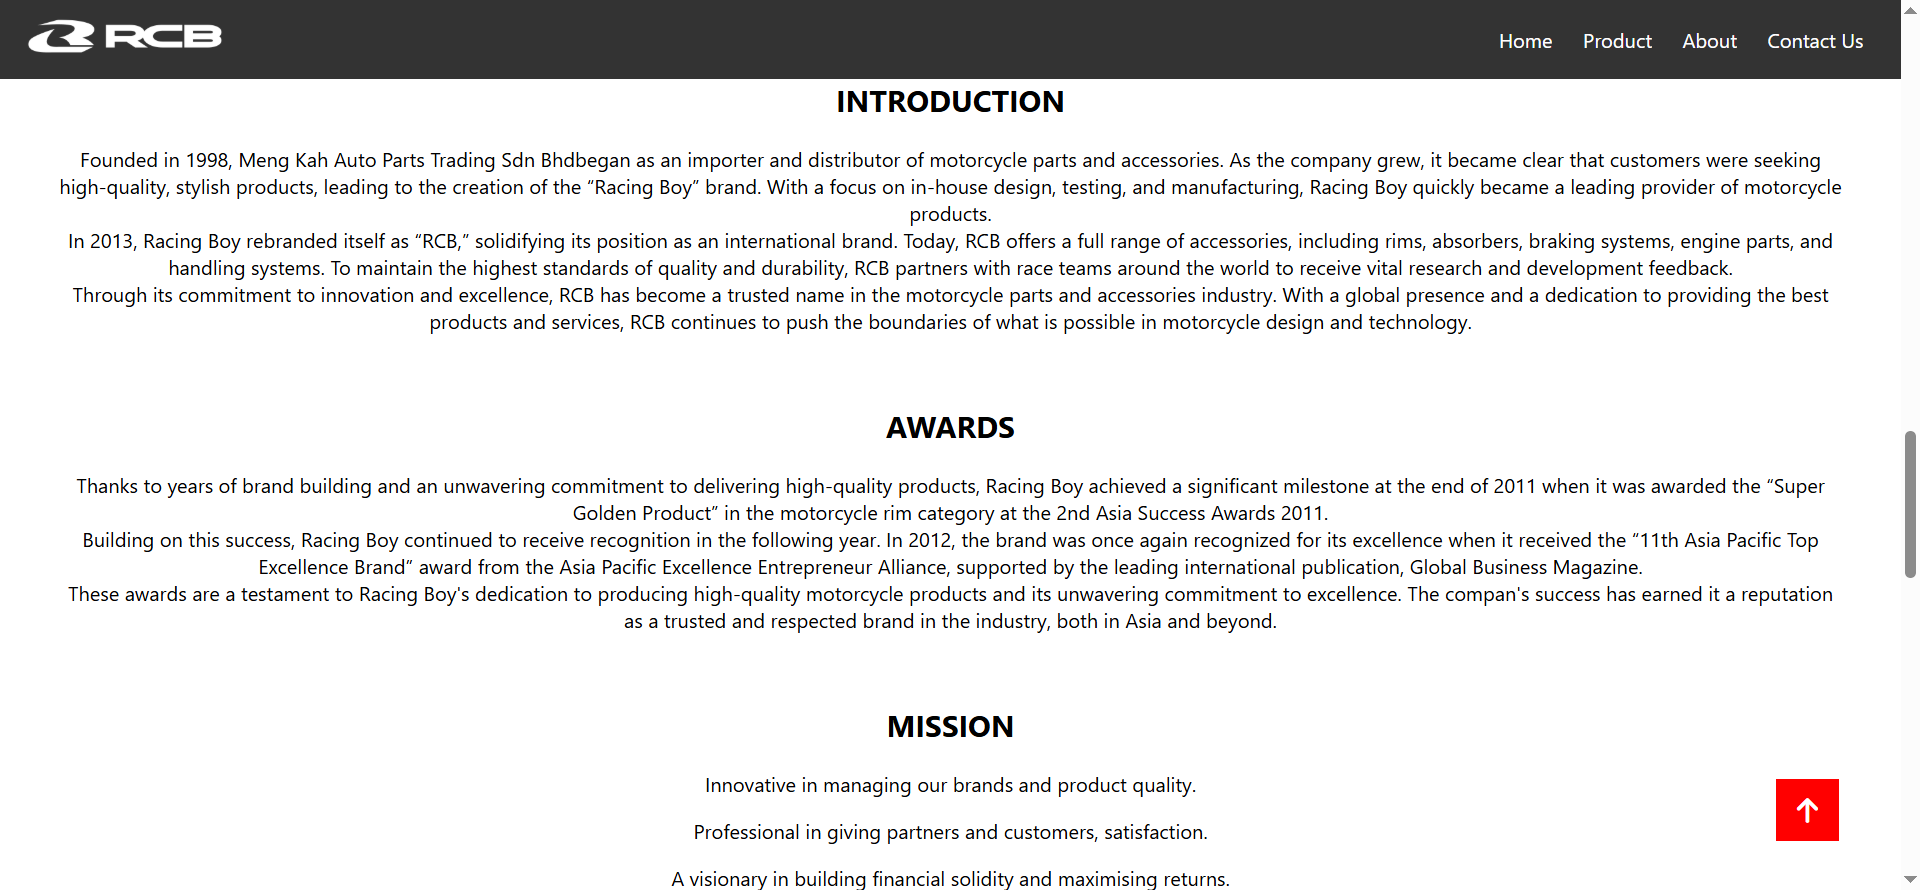 RCB
Home Product About Contact Us
INTRODUCTION
Founded in 1998, Meng Kah Auto Parts Trading Sdn Bhdbegan as an importer and distributor of motorcycle parts and accessories. As the company grew, it became clear that customers were seeking
high-quality, stylish products, leading to the creation of the “Racing Boy” brand. With a focus on in-house design, testing, and manufacturing, Racing Boy quickly became a leading provider of motorcycle
products.
In 2013, Racing Boy rebranded itself as “RCB,” solidifying its position as an international brand. Today, RCB offers a full range of accessories, including rims, absorbers, braking systems, engine parts, and
handling systems. To maintain the highest standards of quality and durability, RCB partners with race teams around the world to receive vital research and development feedback.
Through its commitment to innovation and excellence, RCB has become a trusted name in the motorcycle parts and accessories industry. With a global presence and a dedication to providing the best
products and services, RCB continues to push the boundaries of what is possible in motorcycle design and technology.
AWARDS
Thanks to years of brand building and an unwavering commitment to delivering high-quality products, Racing Boy achieved a significant milestone at the end of 2011 when it was awarded the “Super
Golden Product” in the motorcycle rim category at the 2nd Asia Success Awards 2011.
Building on this success, Racing Boy continued to receive recognition in the following year. In 2012, the brand was once again recognized for its excellence when it received the “11th Asia Pacific Top
Excellence Brand” award from the Asia Pacific Excellence Entrepreneur Alliance, supported by the leading international publication, Global Business Magazine.
These awards are a testament to Racing Boy's dedication to producing high-quality motorcycle products and its unwavering commitment to excellence. The compan's success has earned it a reputation
as a trusted and respected brand in the industry, both in Asia and beyond.
MISSION
Innovative in managing our brands and product quality.
Professional in giving partners and customers, satisfaction.
A visionary in building financial solidity and maximising returns.